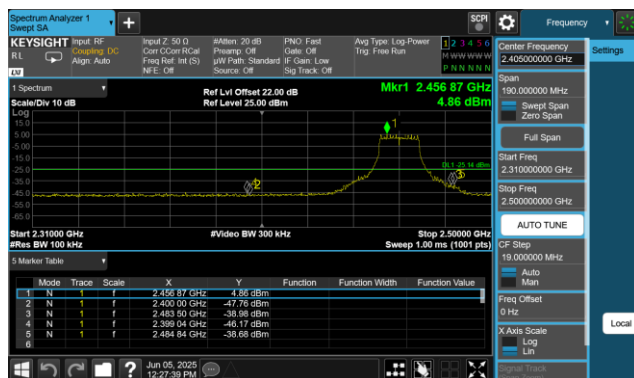 Spectrum Analyzer 1
Swept SA
+
SCPI
Frequency
KEYSIGHT
RL
LXI
Input: RF
Coupling: DC
Align: Auto
Input Z: 50 Ω
Corr CCorr RCal
Freq Ref: Int (S)
NFE: Off
#Atten: 20 dB
Preamp: Off
µW Path: Standard
Source: Off
PNO: Fast
Gate: Off
IF Gain: Low
Sig Track: Off
Avg Type: Log-Power
Trig: Free Run
1 2 3 4 5 6
M W W W W W
P N N N N N
1 Spectrum
Scale/Div 10 dB
Ref Lvl Offset 22.00 dB
Ref Level 25.00 dBm
Mkr1 2.456 87 GHz
4.86 dBm
Log
15.0
5.00
-5.00
-15.0
-25.0
-35.0
-45.0
-55.0
-65.0
1
DL1 -25.14 dBm
2
3
Start 2.31000 GHz
#Res BW 100 kHz
#Video BW 300 kHz
Stop 2.50000 GHz
Sweep 1.00 ms (1001 pts)
5 Marker Table
Mode Trace Scale X Y Function Function Width Function Value
1 N 1 f 2.456 87 GHz 4.86 dBm
2 N 1 f 2.400 00 GHz -47.76 dBm
3 N 1 f 2.483 50 GHz -38.98 dBm
4 N 1 f 2.399 04 GHz -46.17 dBm
5 N 1 f 2.484 84 GHz -38.68 dBm
6
Jun 05, 2025
12:27:39 PM
?
Center Frequency
2.405000000 GHz
Settings
Span
190.000000 MHz
Swept Span
Zero Span
Full Span
Start Freq
2.310000000 GHz
Stop Freq
2.500000000 GHz
AUTO TUNE
CF Step
19.000000 MHz
Auto
Man
Freq Offset
0 Hz
Local
X Axis Scale
Log
Lin
Signal Track